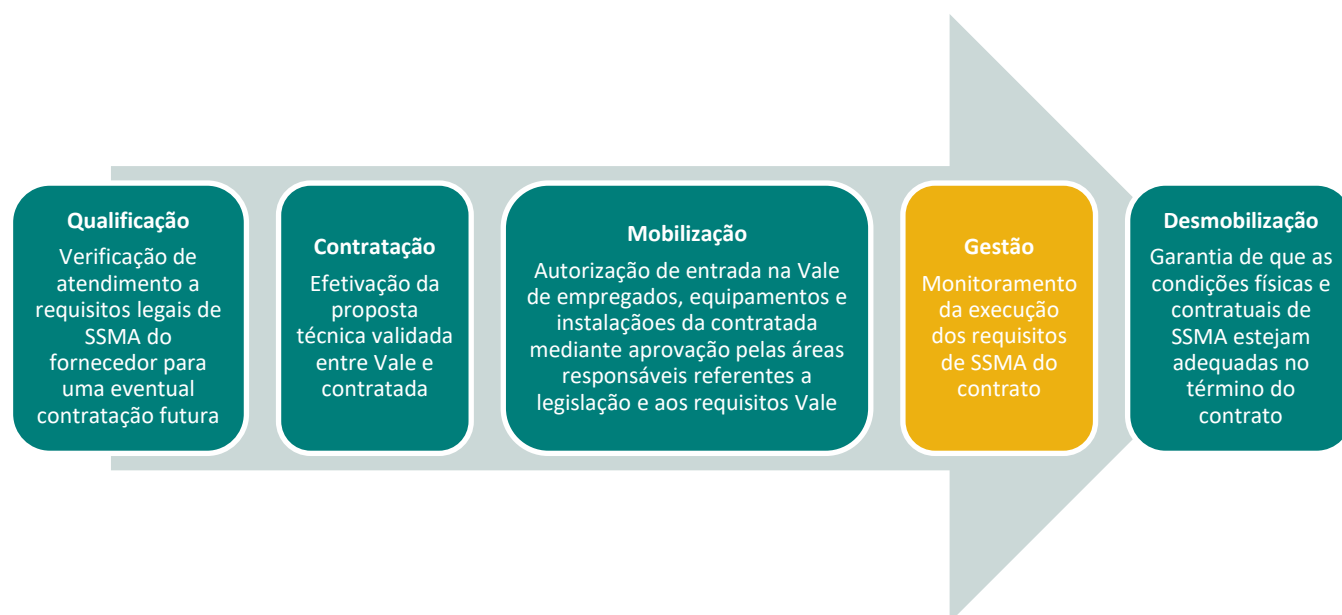 Qualificação
Verificação de
atendimento a
requisitos legais de
SSMA do
fornecedor para
uma eventual
contratação futura
Contratação
Efetivação da
proposta
técnica validada
entre Vale e
contratada
Mobilização
Autorização de entrada na Vale
de empregados, equipamentos e
instalaçãoes da contratada
mediante aprovação pelas áreas
responsáveis referentes a
legislação e aos requisitos Vale
Gestão
Monitoramento
da execução
dos requisitos
de SSMA do
contrato
Desmobilização
Garantia de que as
condições físicas e
contratuais de
SSMA estejam
adequadas no
término do
contrato